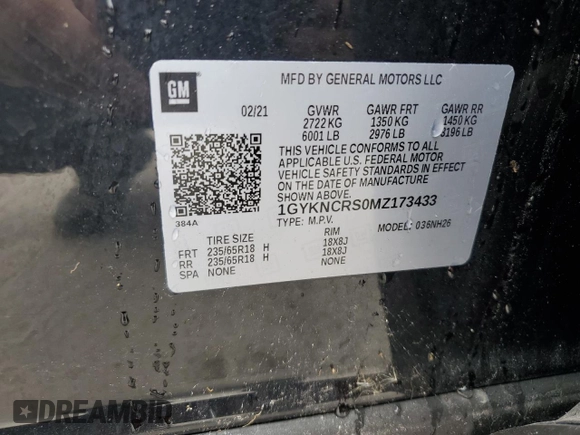 GM
MFD BY GENERAL MOTORS LLC
02/21 GVWR GAWR FRT GAWR RR
2722 KG 1350 KG 1450 KG
6001 LB 2976 LB 3196 LB
THIS VEHICLE CONFORMS TO ALL
APPLICABLE U.S. FEDERAL MOTOR
VEHICLE SAFETY STANDARDS IN EFFECT
ON THE DATE OF MANUFACTURE
SHOWN ABOVE.
384A
1GYKNCRS0MZ173433
TYPE: M.P.V. MODEL: 036NH26
TIRE SIZE RIM
FRT 235/65R18 H 18X8J
RR 235/65R18 H 18X8J
SPA NONE NONE
DREAMBID